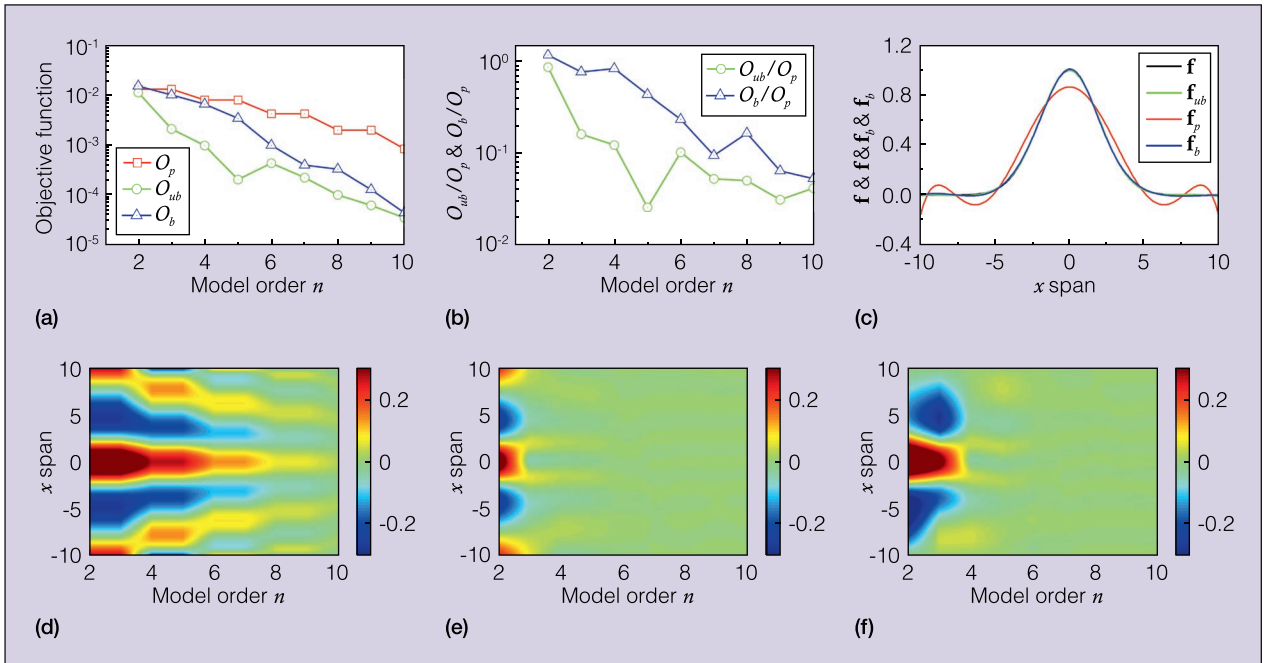 10^-1
10^-2
10^-3
10^-4
10^-5
Objective function
O_p
O_ub
O_b
2 4 6 8 10
Model order n
(a)
10^0
10^-1
10^-2
O_ub/O_p & O_b/O_p
O_ub/O_p
O_b/O_p
2 4 6 8 10
Model order n
(b)
1.2
0.8
0.4
0.0
-0.4
f & f & f_b & f_b
f
f_ub
f_p
f_b
-10 -5 0 5 10
x span
(c)
10
5
0
-5
-10
x span
2 4 6 8 10
Model order n
0.2
0
-0.2
(d)
10
5
0
-5
-10
x span
2 4 6 8 10
Model order n
0.2
0
-0.2
(e)
10
5
0
-5
-10
x span
2 4 6 8 10
Model order n
0.2
0
-0.2
(f)